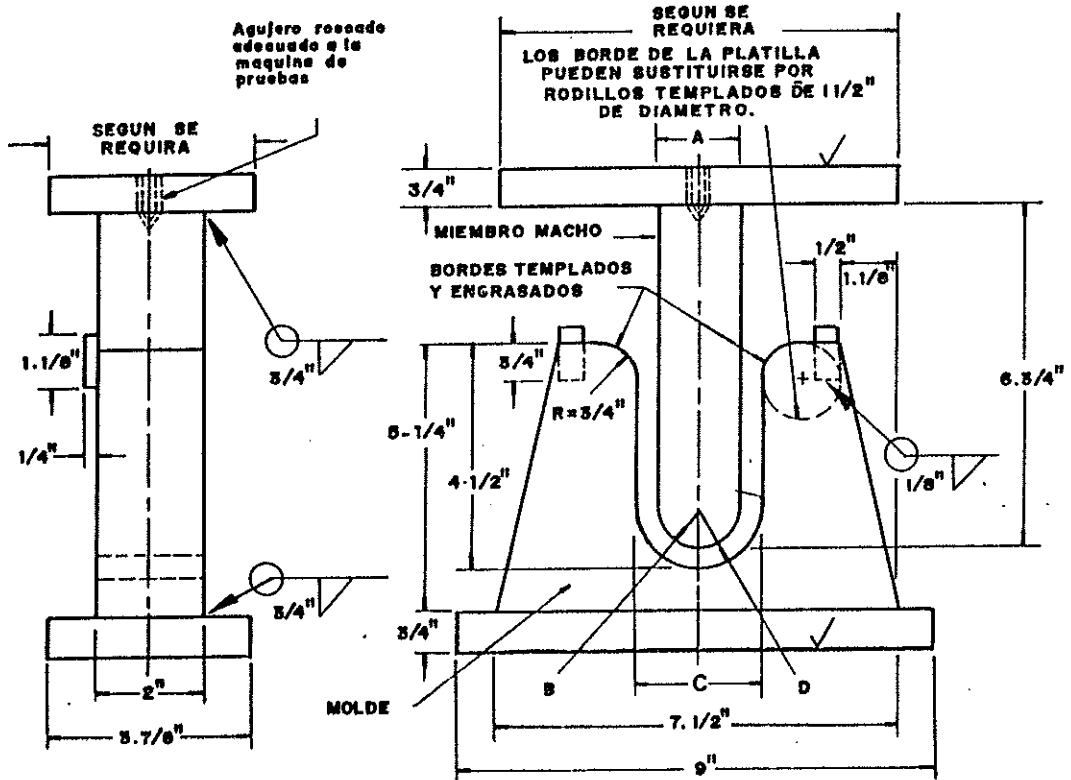 Agujero roscado
adecuado a la
maquina de
pruebas
SEGUN SE
REQUIRA
SEGUN SE
REQUIERA
LOS BORDE DE LA PLATILLA
PUEDEN SUSTITUIRSE POR
RODILLOS TEMPLADOS DE 1 1/2"
DE DIAMETRO.
A
3/4"
MIEMBRO MACHO
BORDES TEMPLADOS
Y ENGRASADOS
1/2"
1.1/8"
1.1/8"
3/4"
3/4"
R=3/4"
6.3/4"
1/4"
5-1/4"
4-1/2"
1/8"
3/4"
3/4"
2"
MOLDE
B
C
D
3.7/8"
7.1/2"
9"